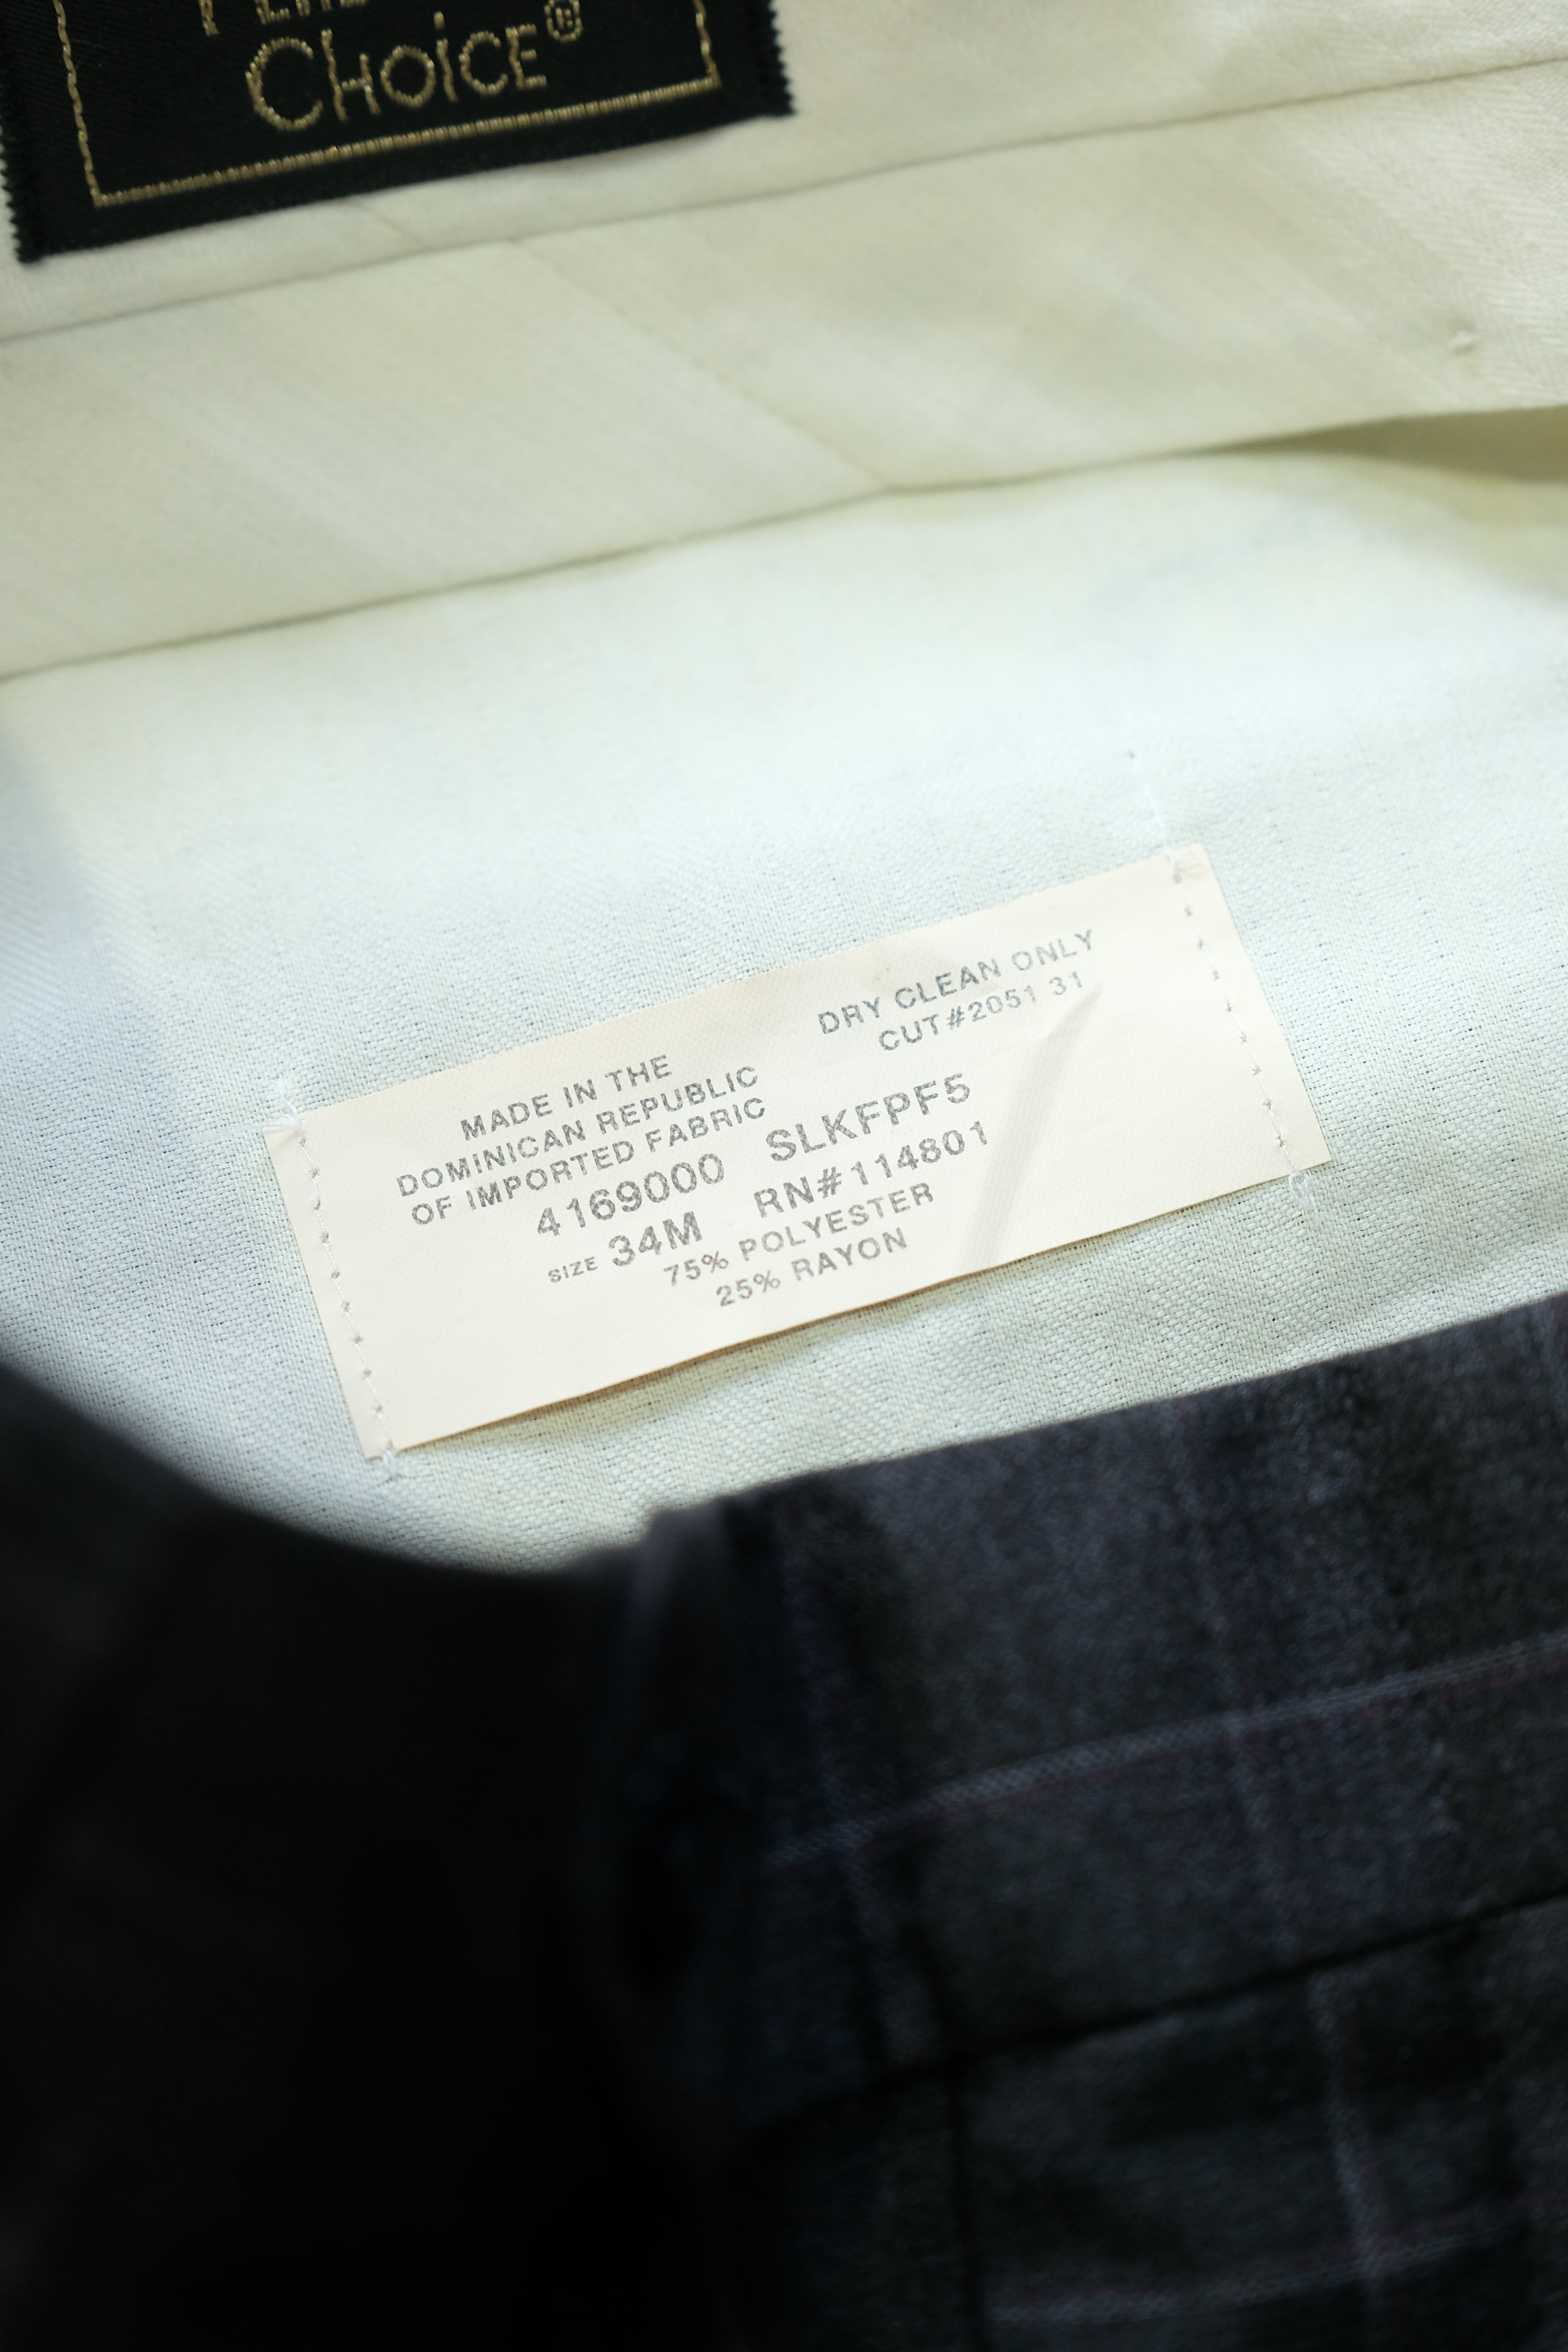 CHOICE®
DRY CLEAN ONLY
CUT#2051 31
MADE IN THE
DOMINICAN REPUBLIC
OF IMPORTED FABRIC
4169000 SLKFPF5
SIZE 34M RN#114801
75% POLYESTER
25% RAYON